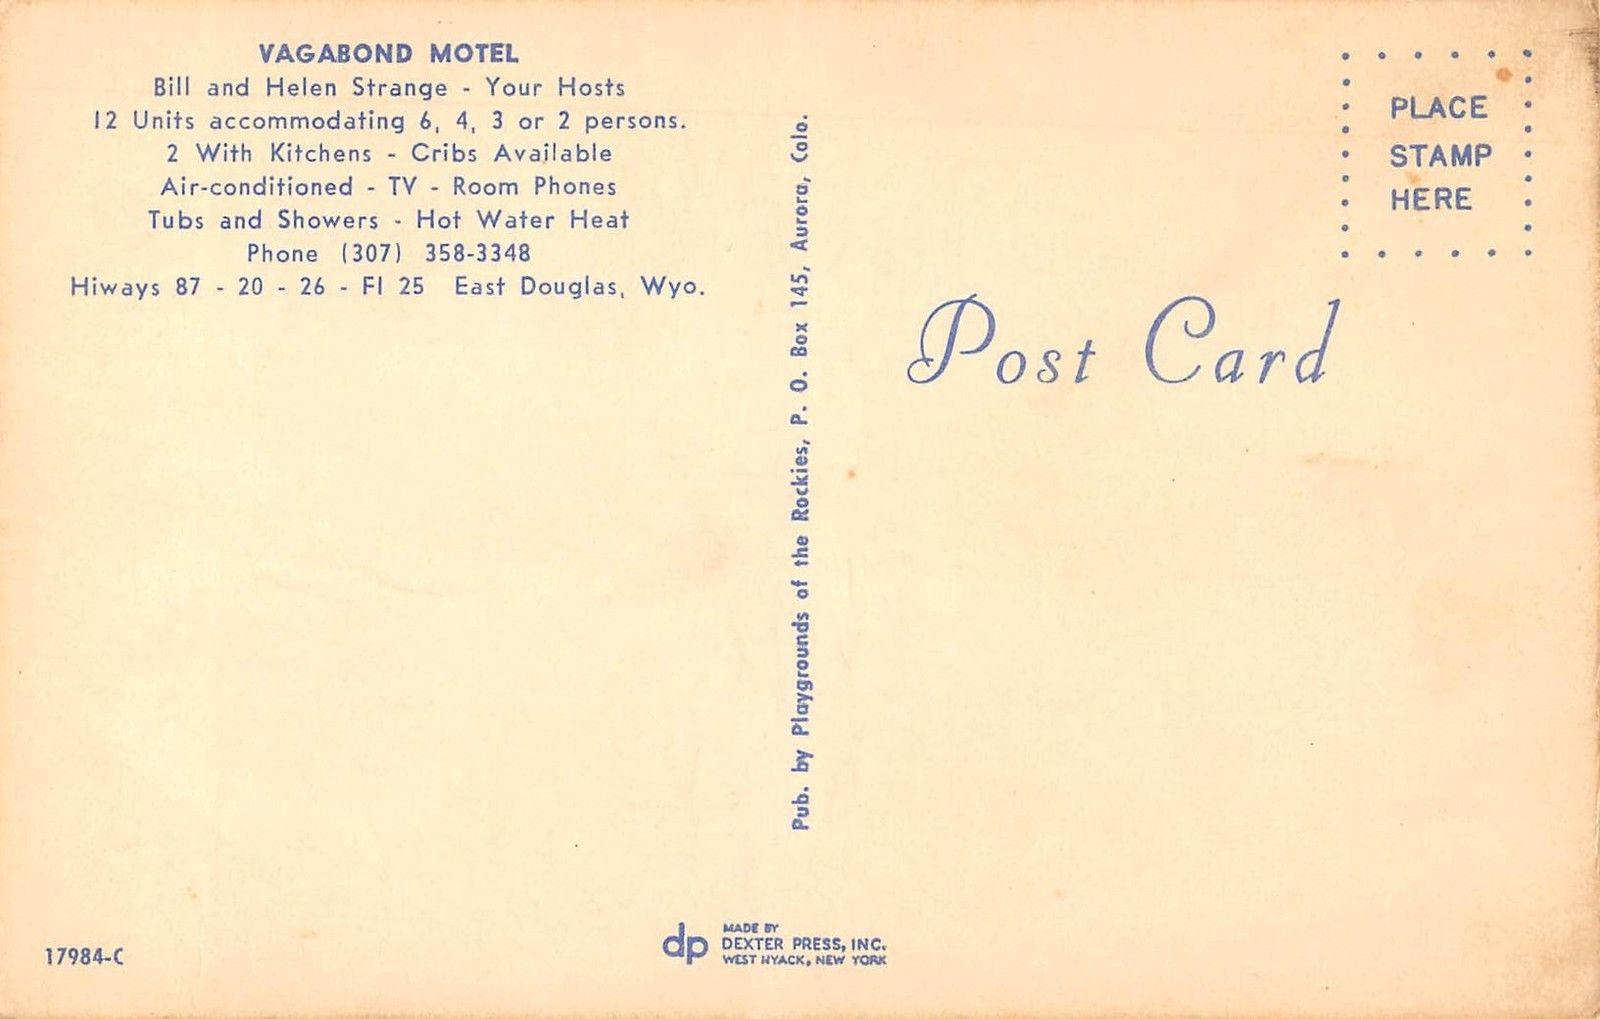 VAGABOND MOTEL
Bill and Helen Strange - Your Hosts
12 Units accommodating 6, 4, 3 or 2 persons.
2 With Kitchens - Cribs Available
Air-conditioned - TV - Room Phones
Tubs and Showers - Hot Water Heat
Phone (307) 358-3348
Hiways 87 - 20 - 26 - FI 25 East Douglas, Wyo.
17984-C
Pub. by Playgrounds of the Rockies, P. O. Box 145, Aurora, Colo.
dp
MADE BY
DEXTER PRESS, INC.
WEST NYACK, NEW YORK
PLACE
STAMP
HERE
Post Card